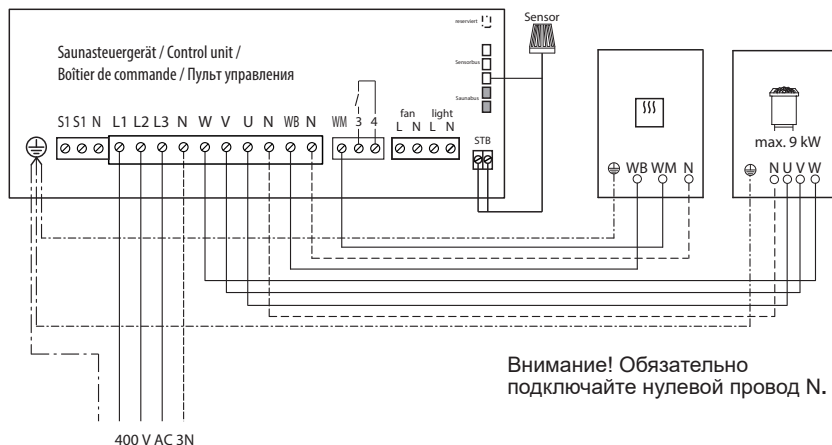 reserviert
Sensor
Saunasteuergerät / Control unit /
Boîtier de commande / Пульт управления
Sensorbus
Saunabus
S1 S1 N L1 L2 L3 N W V U N WB N WM 3 4
fan light
L N L N
STB
max. 9 kW
WB WM N
N U V W
Внимание! Обязательно
подключайте нулевой провод N.
400 V AC 3N